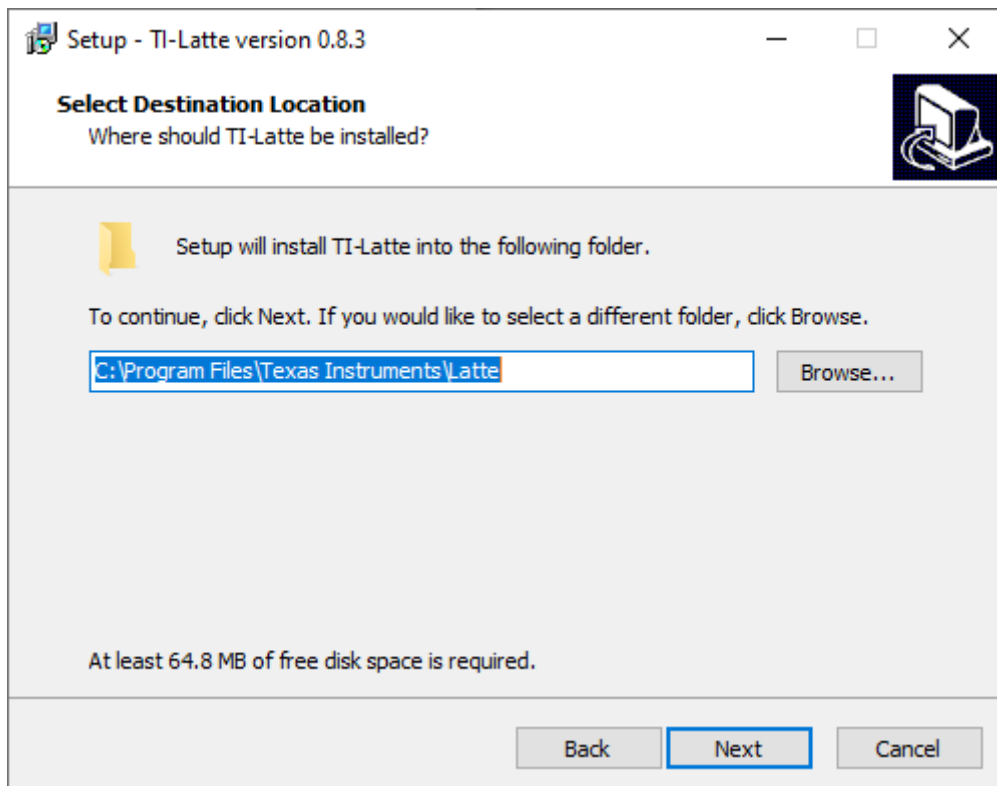 Setup - TI-Latte version 0.8.3
Select Destination Location
Where should TI-Latte be installed?
Setup will install TI-Latte into the following folder.
To continue, click Next. If you would like to select a different folder, click Browse.
C:\Program Files\Texas Instruments\Latte
Browse...
At least 64.8 MB of free disk space is required.
Back
Next
Cancel